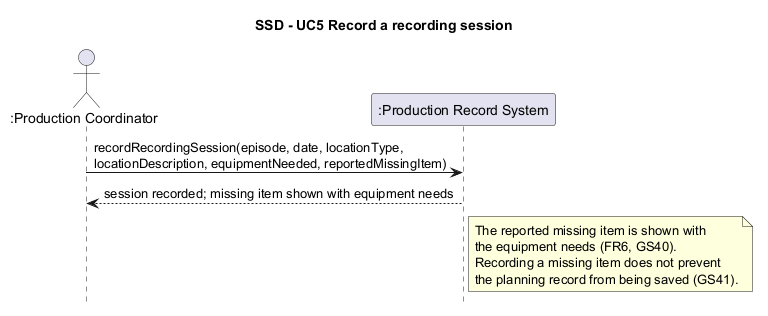 SSD - UC5 Record a recording session
:Production Coordinator
:Production Record System
recordRecordingSession(episode, date, locationType,
locationDescription, equipmentNeeded, reportedMissingItem)
session recorded; missing item shown with equipment needs
The reported missing item is shown with
the equipment needs (FR6, GS40).
Recording a missing item does not prevent
the planning record from being saved (GS41).